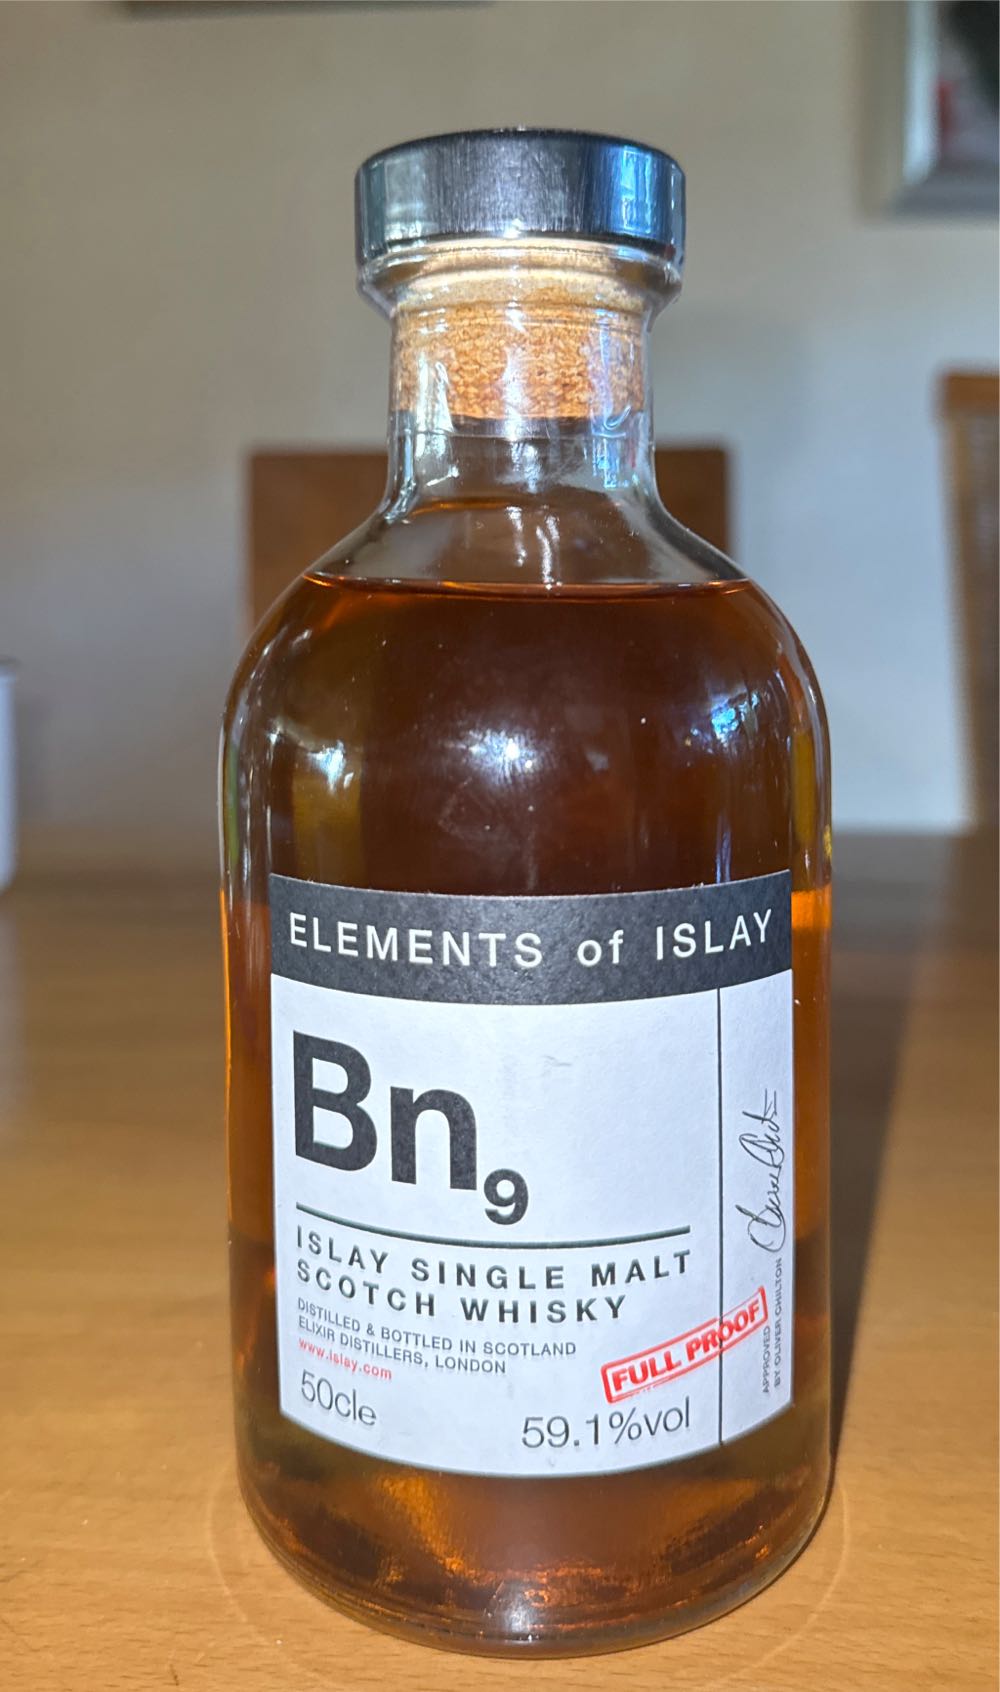 ELEMENTS of ISLAY
Bn9
ISLAY SINGLE MALT
SCOTCH WHISKY
DISTILLED & BOTTLED IN SCOTLAND
ELIXIR DISTILLERS, LONDON
www.islay.com
50cle
59.1%vol
FULL PROOF
APPROVED
BY OLIVER CHILTON